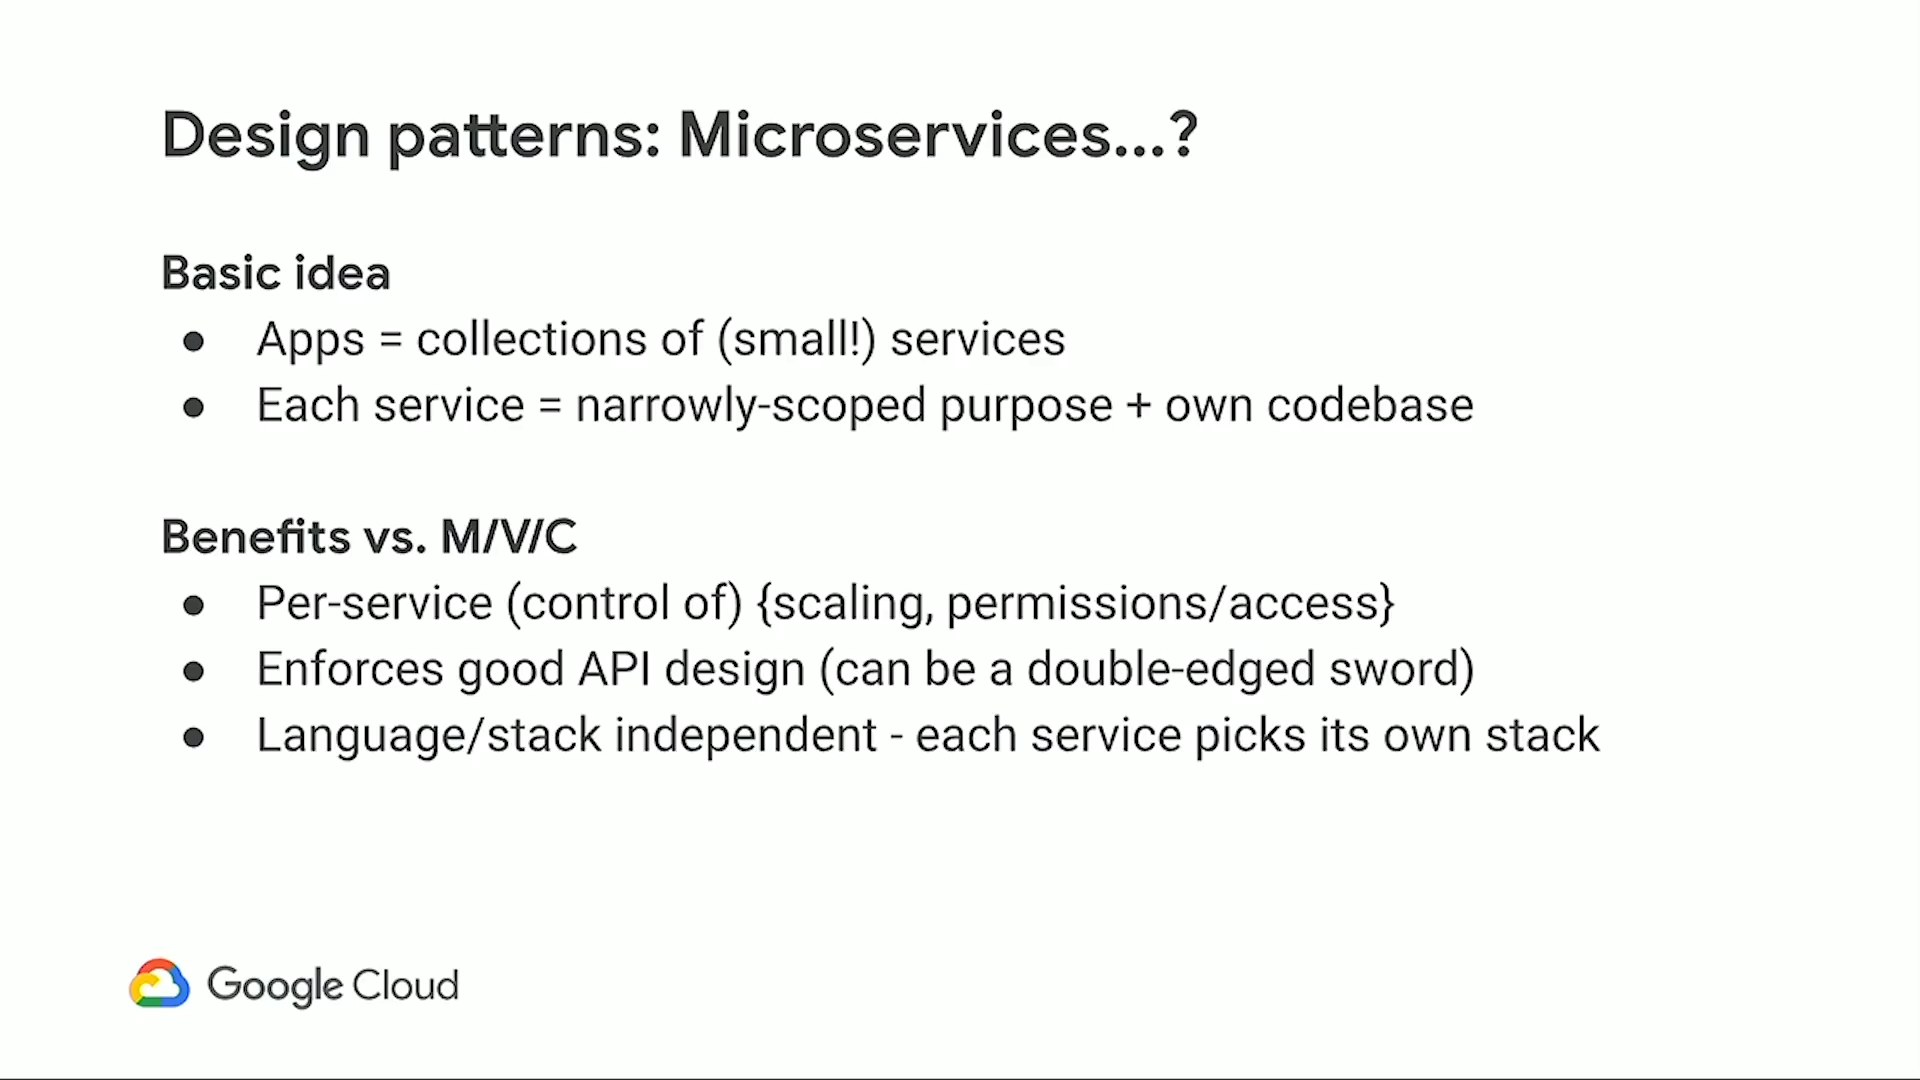 Design patterns: Microservices...?
Basic idea
● Apps = collections of (small!) services
● Each service = narrowly-scoped purpose + own codebase
Benefits vs. M/V/C
● Per-service (control of) {scaling, permissions/access}
● Enforces good API design (can be a double-edged sword)
● Language/stack independent - each service picks its own stack
Google Cloud